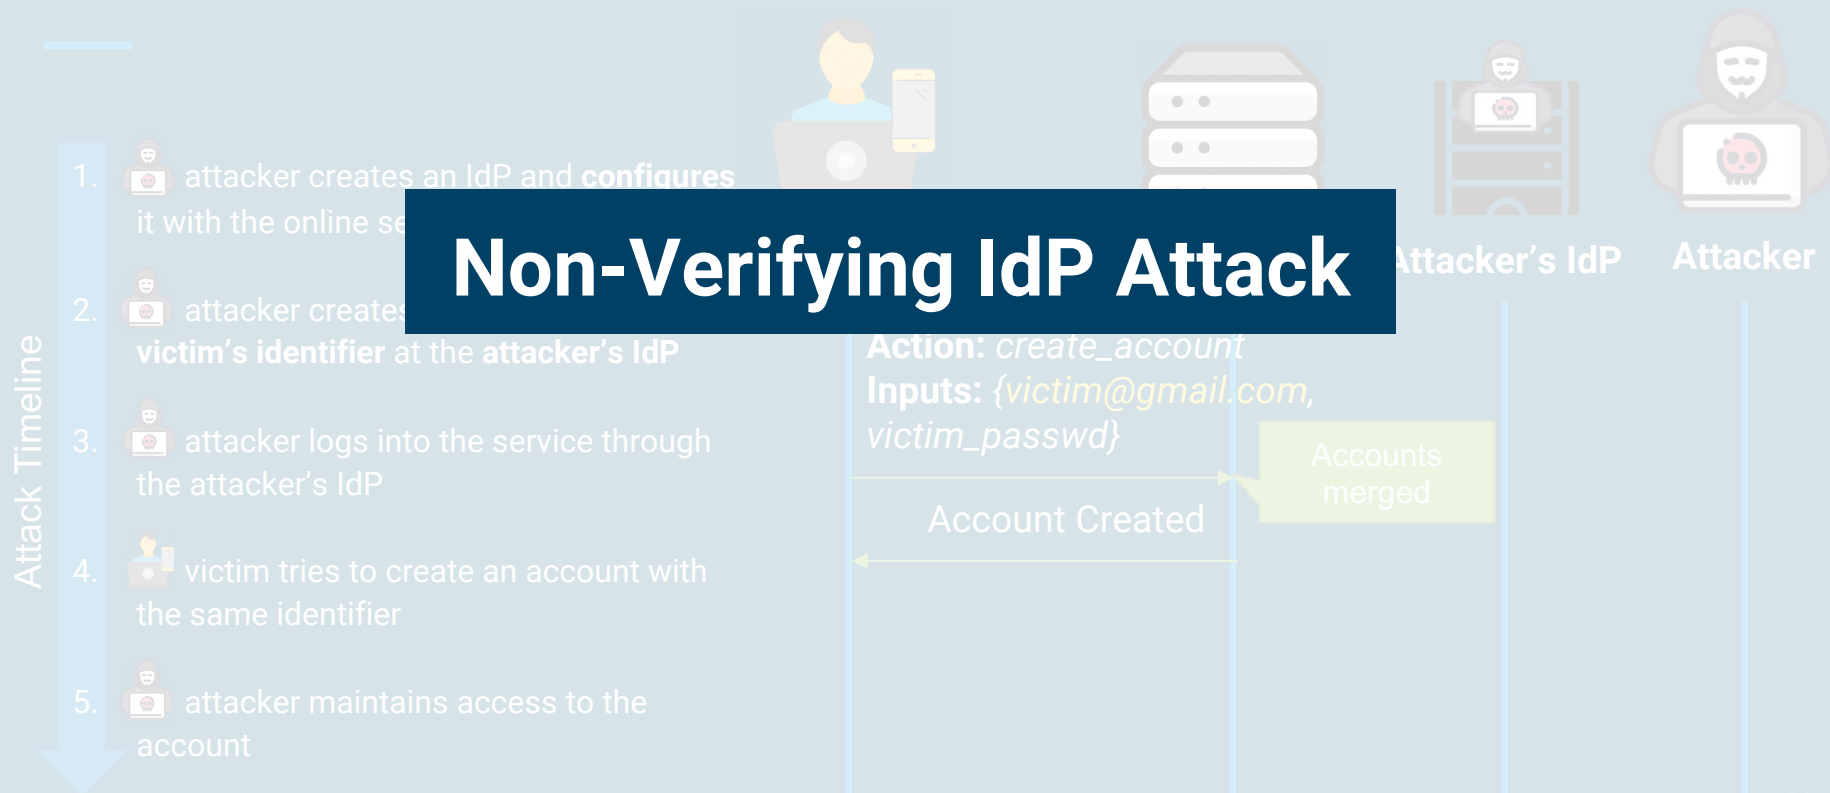 Attack Timeline
1. attacker creates an IdP and configures
it with the online se
2. attacker creates
victim's identifier at the attacker's IdP
3. attacker logs into the service through
the attacker's IdP
4. victim tries to create an account with
the same identifier
5. attacker maintains access to the
account
Non-Verifying IdP Attack
Attacker's IdP
Attacker
Action: create_account
Inputs: {victim@gmail.com,
victim_passwd}
Accounts
merged
Account Created